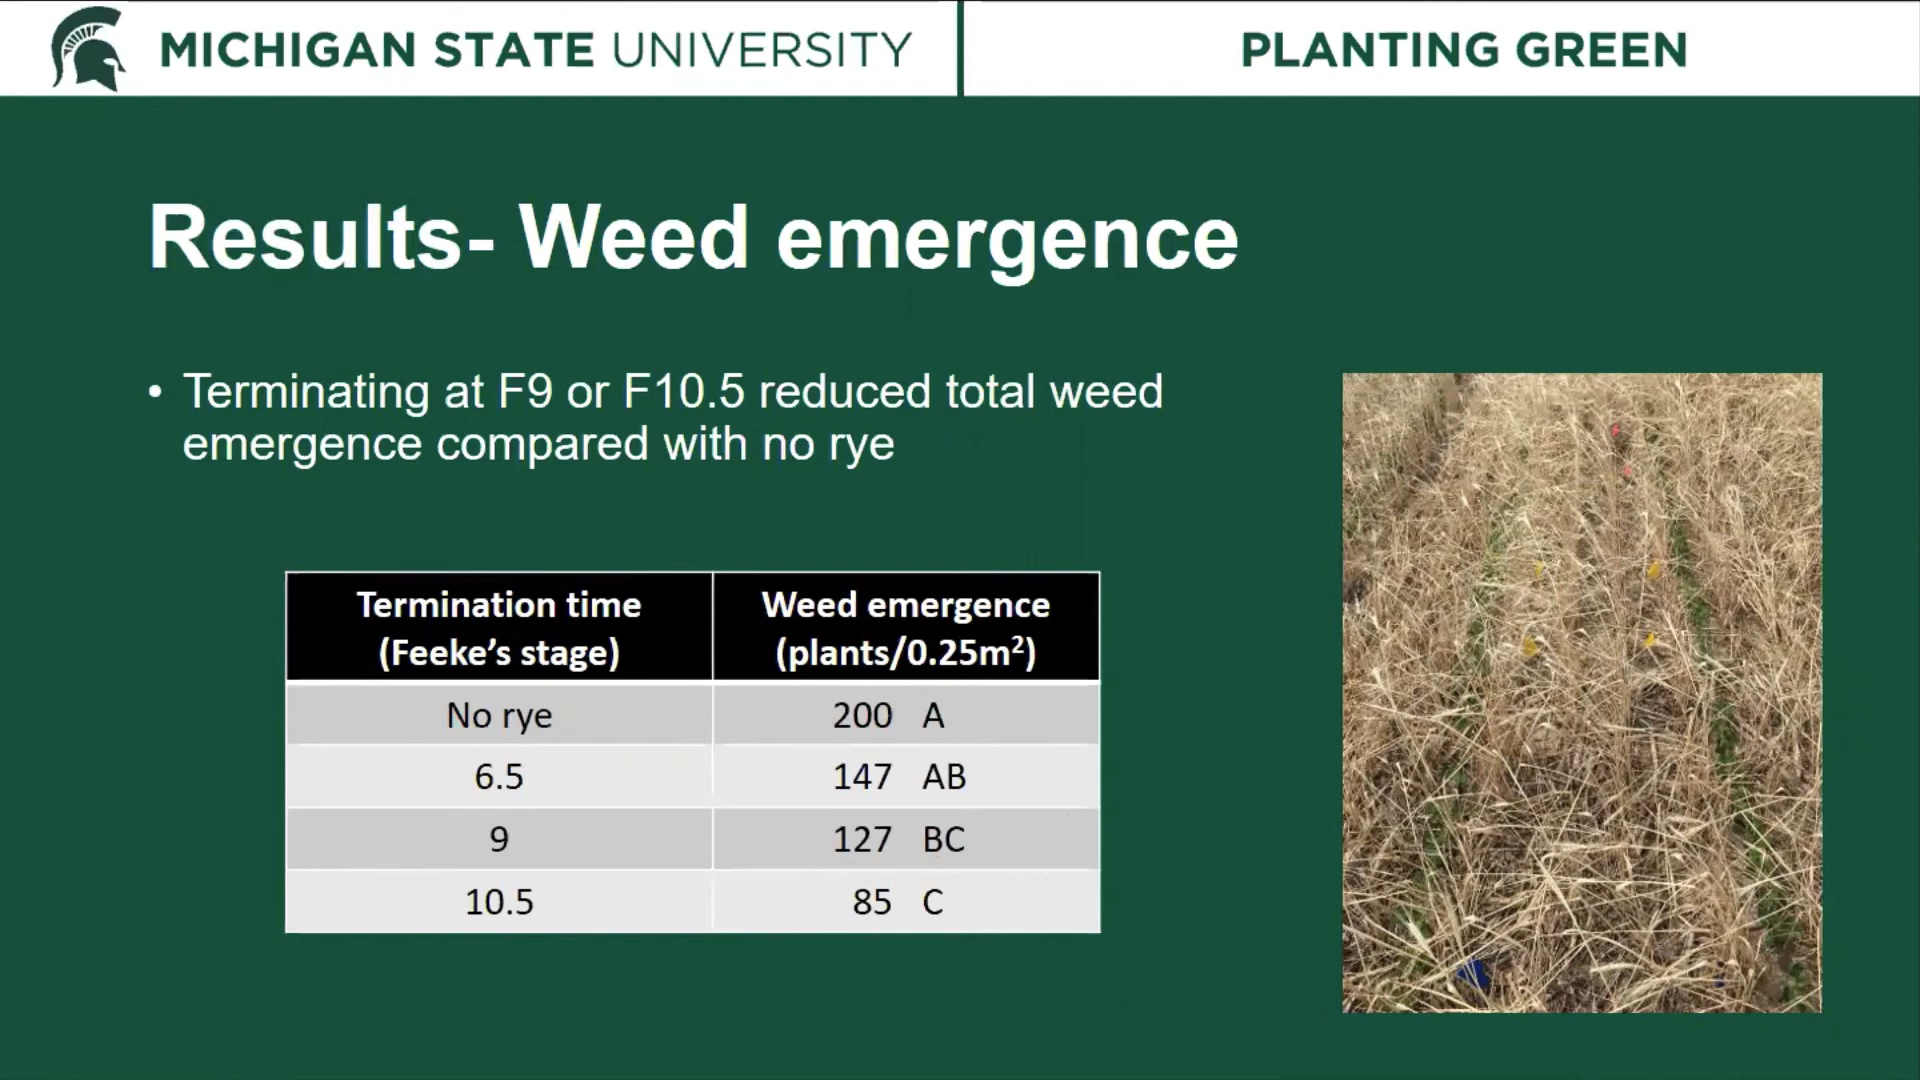 MICHIGAN STATE UNIVERSITY
PLANTING GREEN
Results- Weed emergence
• Terminating at F9 or F10.5 reduced total weed
emergence compared with no rye
Termination time
(Feeke’s stage)
Weed emergence
(plants/0.25m²)
No rye 200 A
6.5 147 AB
9 127 BC
10.5 85 C